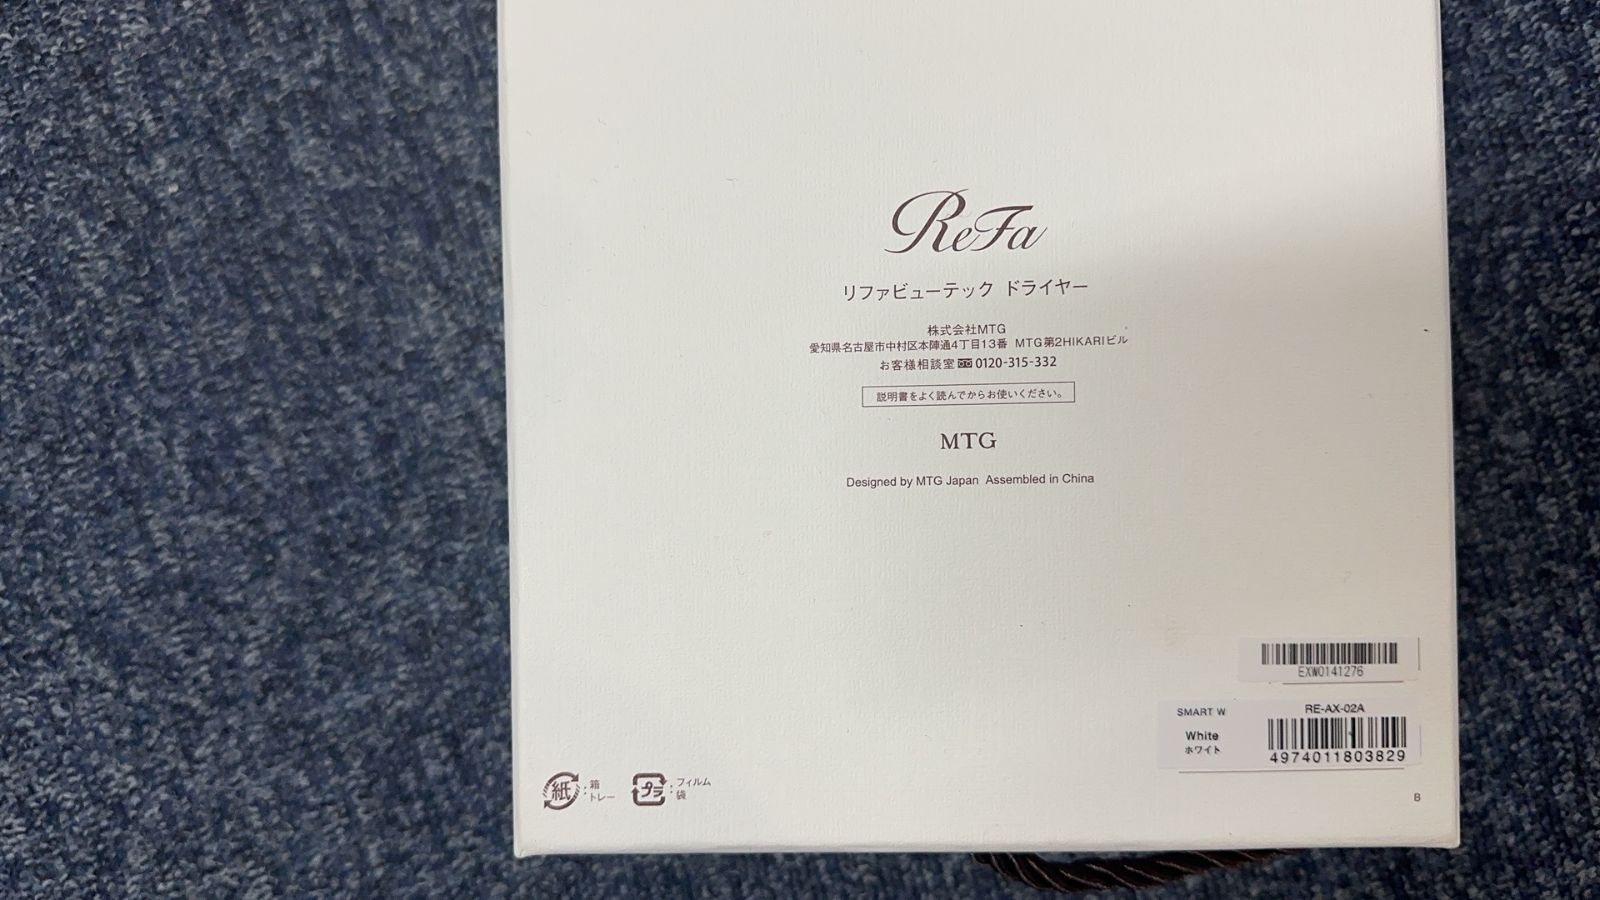 ReFa
リファビューテック ドライヤー
株式会社MTG
愛知県名古屋市中村区本陣通4丁目13番 MTG第2HIKARIビル
お客様相談室 0120-315-332
説明書をよく読んでからお使いください。
MTG
Designed by MTG Japan Assembled in China
EXW0141276
SMART W RE-AX-02A
White
ホワイト
4974011803829
紙 : 箱
トレー
プラ : フィルム
袋
B